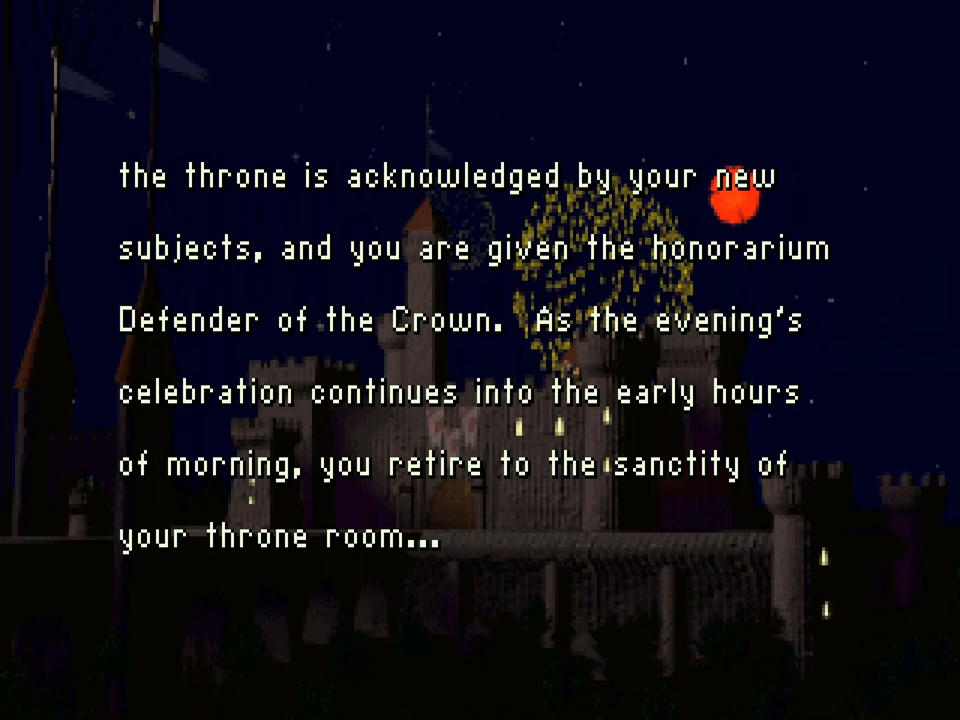 the throne is acknowledged by your new
subjects, and you are given the honorarium
Defender of the Crown.  As the evening's
celebration continues into the early hours
of morning, you retire to the sanctity of
your throne room...